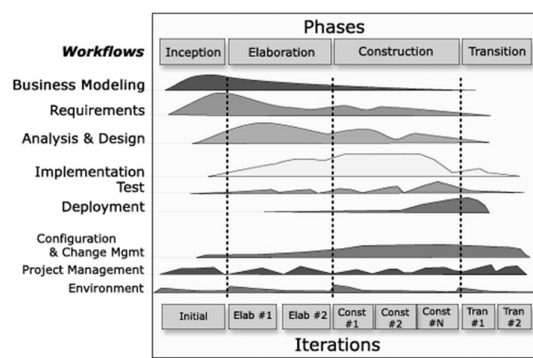 Phases
Workflows Inception Elaboration Construction Transition
Business Modeling
Requirements
Analysis & Design
Implementation
Test
Deployment
Configuration
& Change Mgmt
Project Management
Environment
Initial Elab #1 Elab #2 Const #1 Const #2 Const #N Tran #1 Tran #2
Iterations